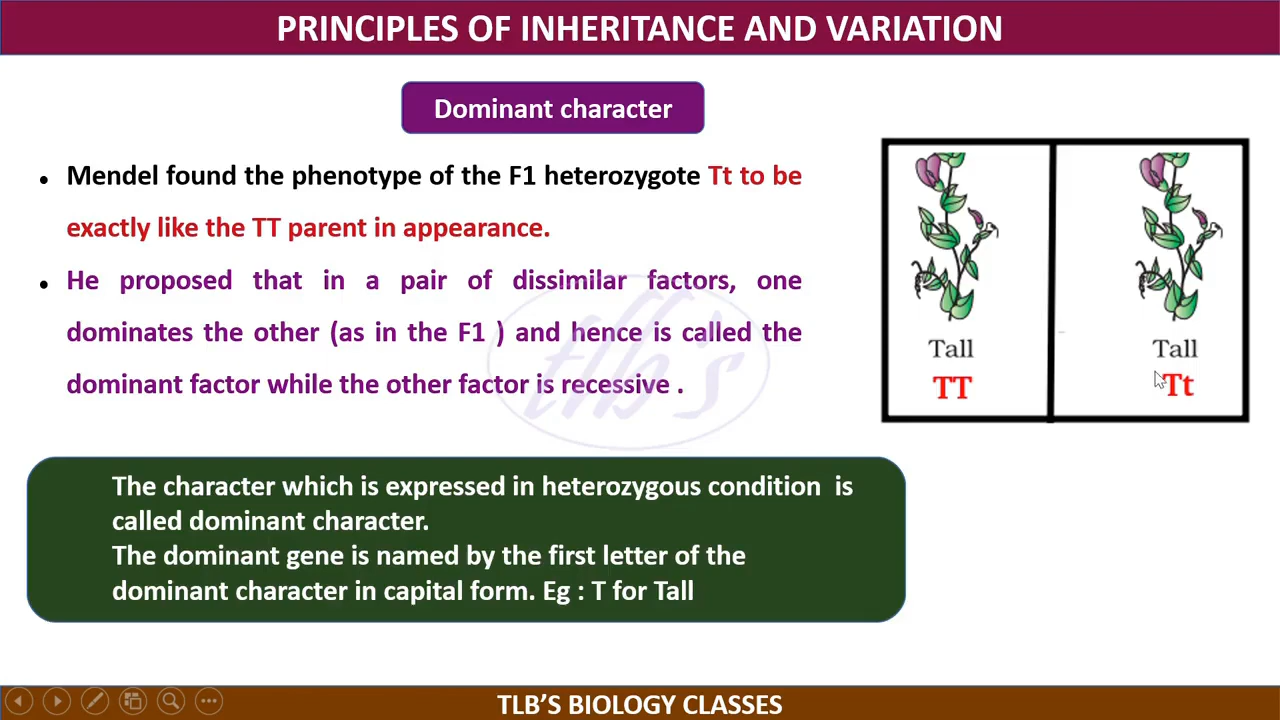 PRINCIPLES OF INHERITANCE AND VARIATION
Dominant character
• Mendel found the phenotype of the F1 heterozygote Tt to be
exactly like the TT parent in appearance.
• He proposed that in a pair of dissimilar factors, one
dominates the other (as in the F1 ) and hence is called the
dominant factor while the other factor is recessive .
tlb's
Tall
TT
Tall
Tt
The character which is expressed in heterozygous condition is
called dominant character.
The dominant gene is named by the first letter of the
dominant character in capital form. Eg : T for Tall
TLB’S BIOLOGY CLASSES